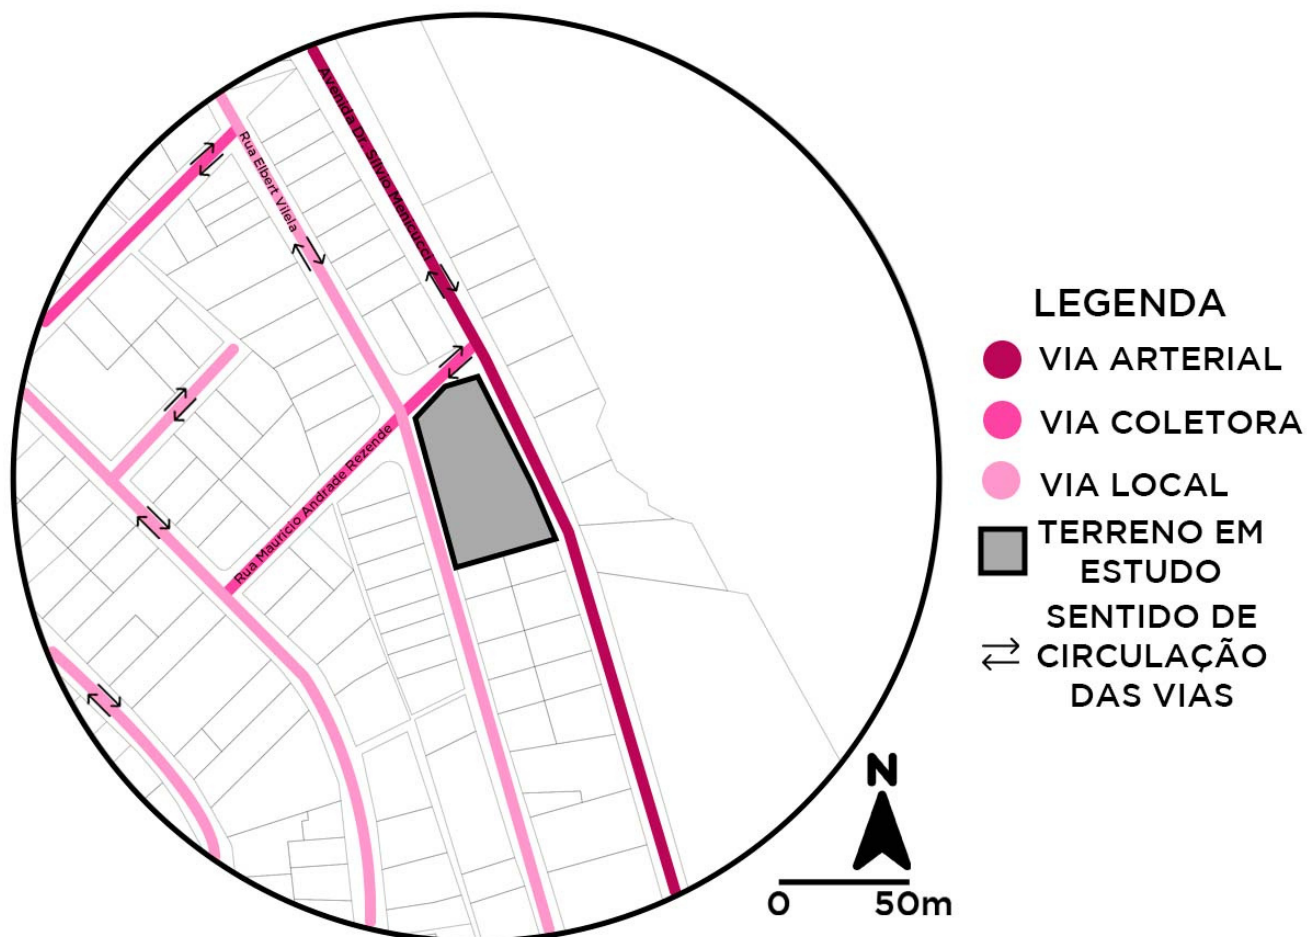 Avenida Dr. Silvio Menicucci
Rua Elbert Vilela
Rua Maurício Andrade Rezende
LEGENDA
VIA ARTERIAL
VIA COLETORA
VIA LOCAL
TERRENO EM
ESTUDO
SENTIDO DE
CIRCULAÇÃO
DAS VIAS
N
0 50m